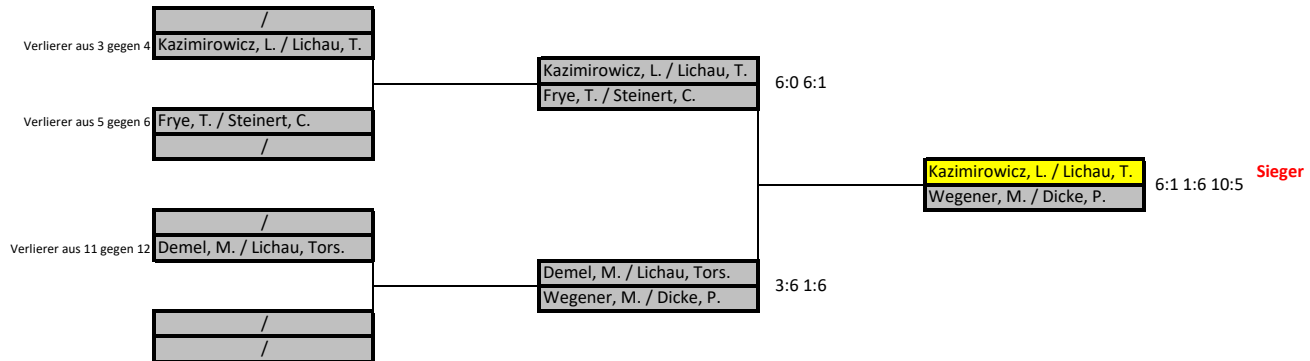 /
Verlierer aus 3 gegen 4 Kazimirowicz, L. / Lichau, T.
Kazimirowicz, L. / Lichau, T. 6:0 6:1
Frye, T. / Steinert, C.
Verlierer aus 5 gegen 6 Frye, T. / Steinert, C.
/
Kazimirowicz, L. / Lichau, T. 6:1 1:6 10:5 Sieger
Wegener, M. / Dicke, P.
/
Verlierer aus 11 gegen 12 Demel, M. / Lichau, Tors.
Demel, M. / Lichau, Tors. 3:6 1:6
Wegener, M. / Dicke, P.
/
/